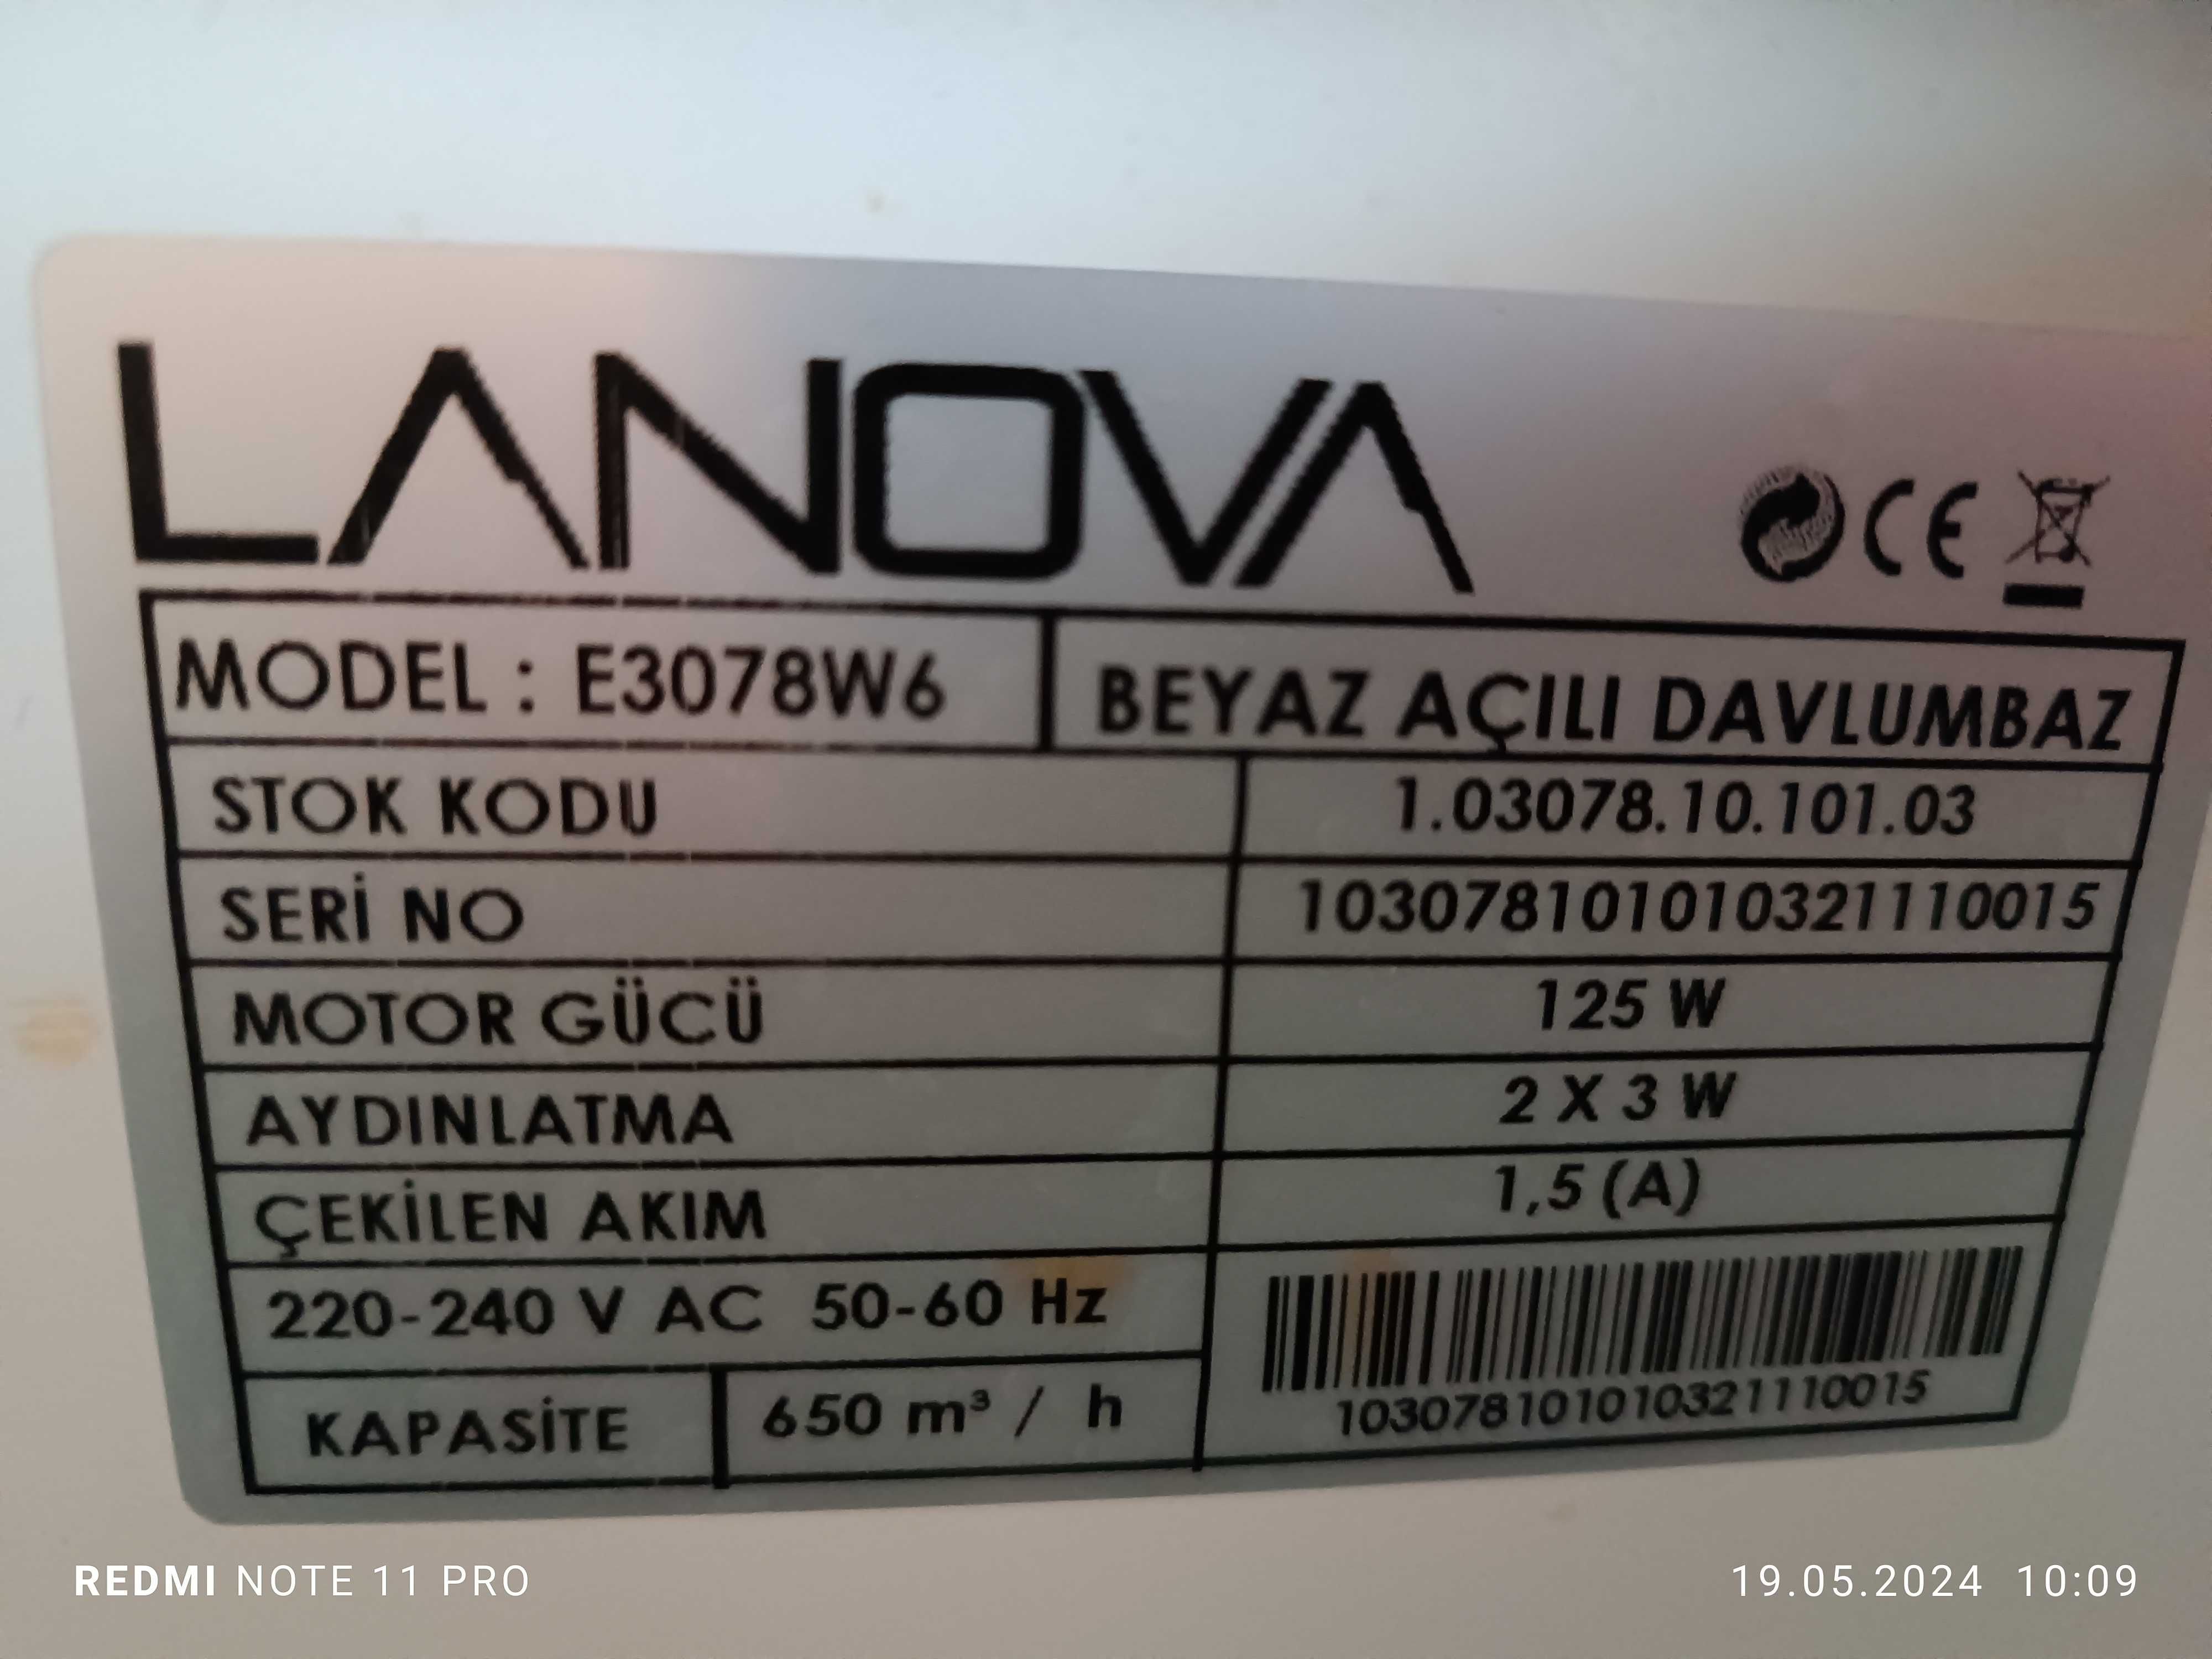 LANOVA
CE
MODEL : E3078W6 BEYAZ AÇILI DAVLUMBAZ
STOK KODU 1.03078.10.101.03
SERİ NO 1030781010103211110015
MOTOR GÜCÜ 125 W
AYDINLATMA 2 X 3 W
ÇEKİLEN AKIM 1,5 (A)
220-240 V AC 50-60 Hz
KAPASİTE 650 m³ / h
1030781010103211110015
REDMI NOTE 11 PRO
19.05.2024 10:09